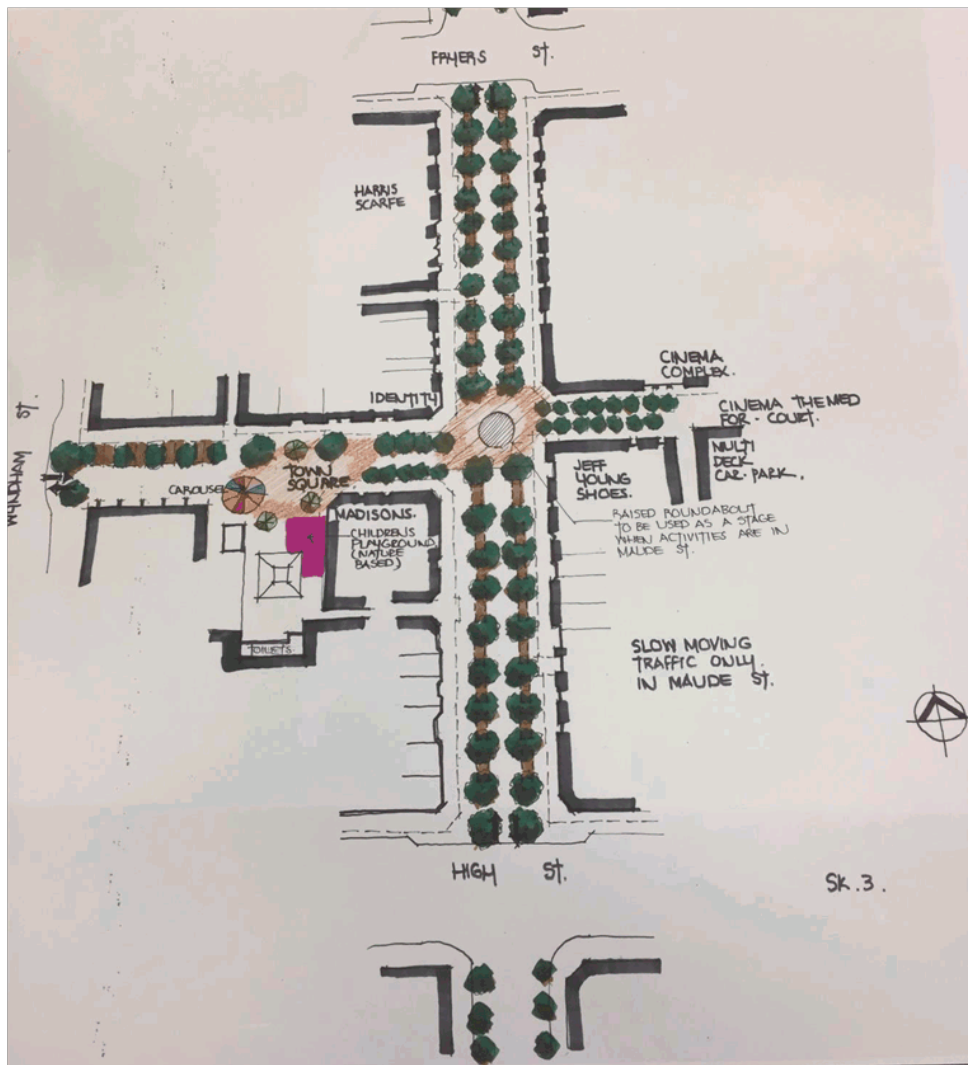 FRYERS St.
HARRIS
SCARFE
CINEMA
COMPLEX.
IDENTITY
CINEMA THEMED
FOR-COURT.
WYNDHAM St.
TOWN
SQUARE
MULTI
DECK
CAR. PARK.
JEFF
YOUNG
SHOES.
CAROUSEL
MADISONS.
RAISED ROUNDABOUT
TO BE USED AS A STAGE
WHEN ACTIVITIES ARE IN
MAUDE St.
CHILDRENS
PLAYGROUND
(NATURE
BASED)
TOILETS
SLOW MOVING
TRAFFIC ONLY.
IN MAUDE St.
HIGH St.
SK.3.